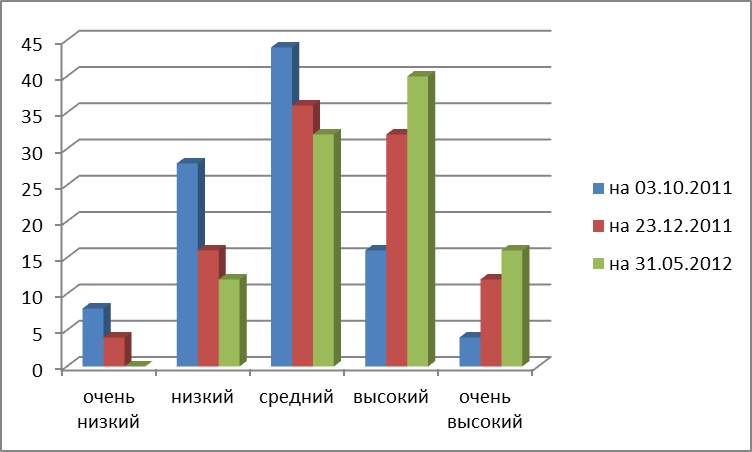 45
40
35
30
25
20
15
10
5
0
очень низкий
низкий
средний
высокий
очень высокий
на 03.10.2011
на 23.12.2011
на 31.05.2012